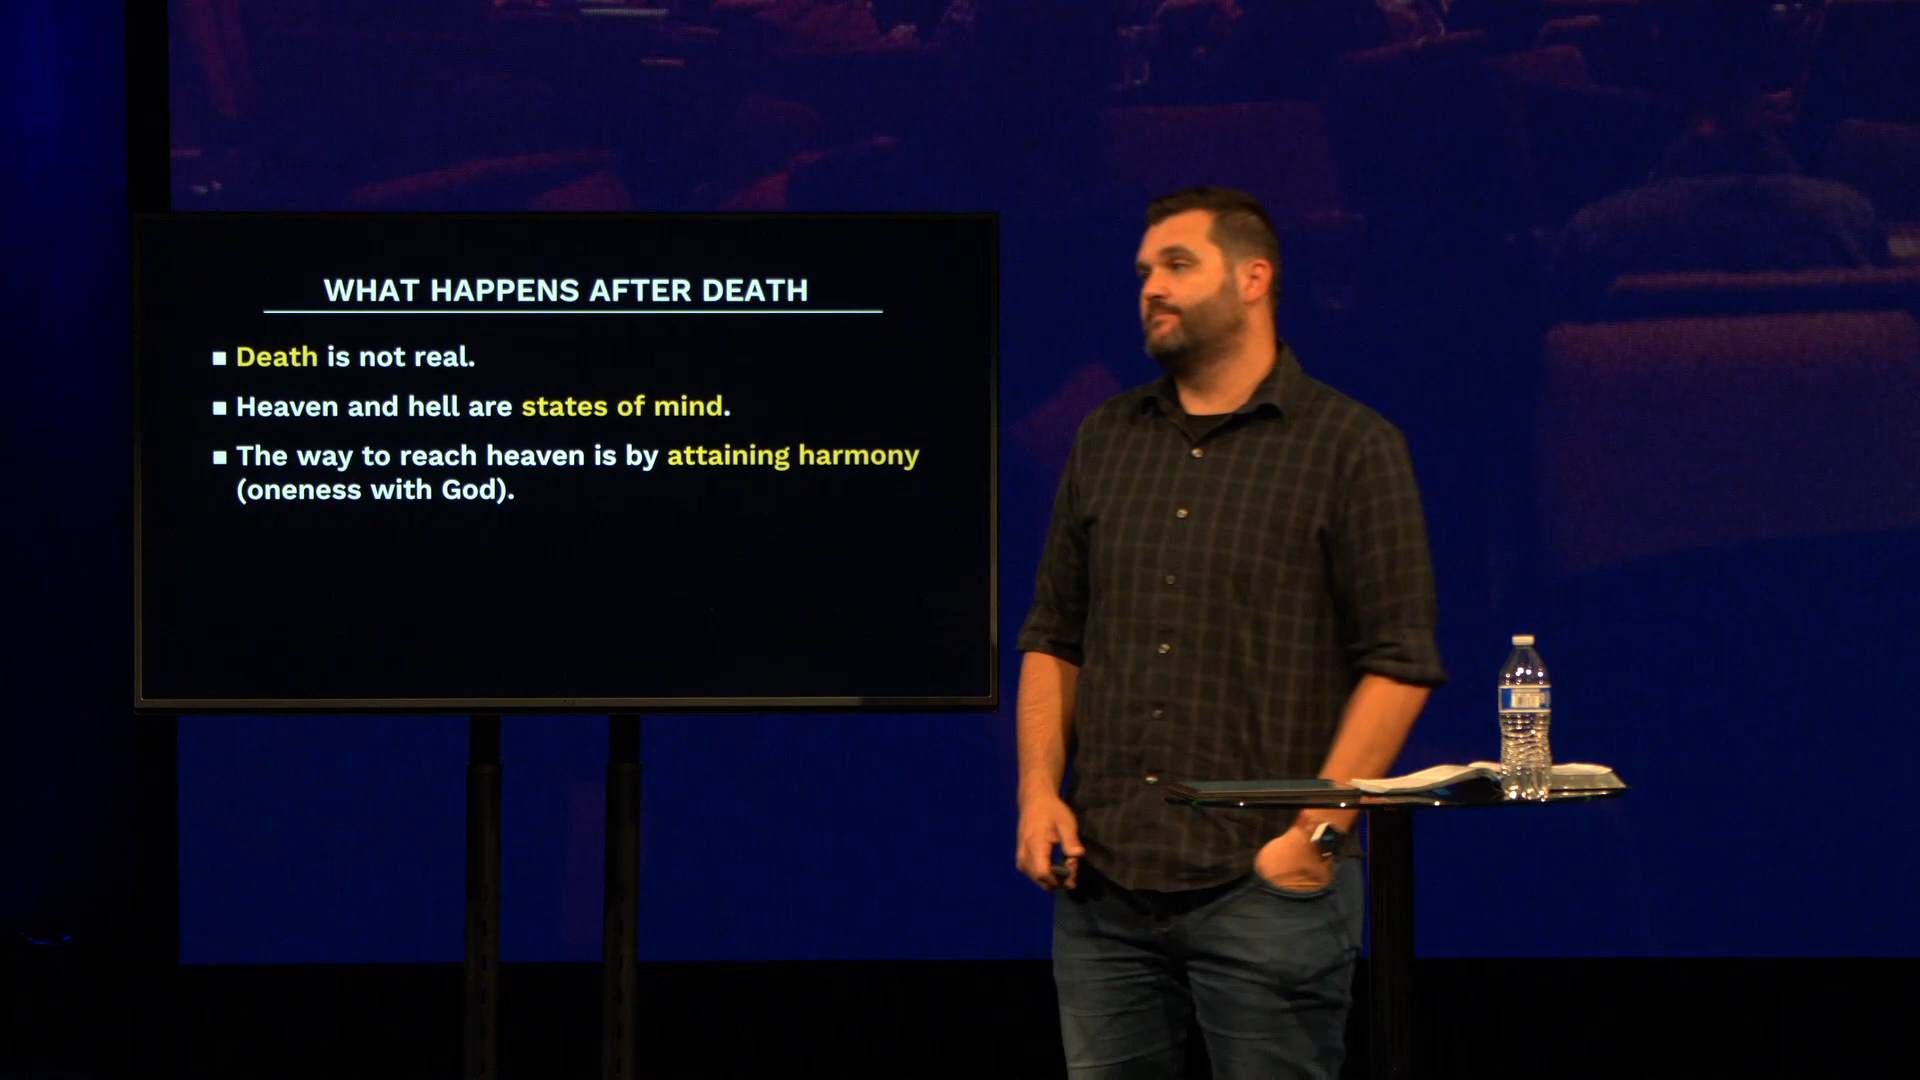 WHAT HAPPENS AFTER DEATH
▪ Death is not real.
▪ Heaven and hell are states of mind.
▪ The way to reach heaven is by attaining harmony
(oneness with God).